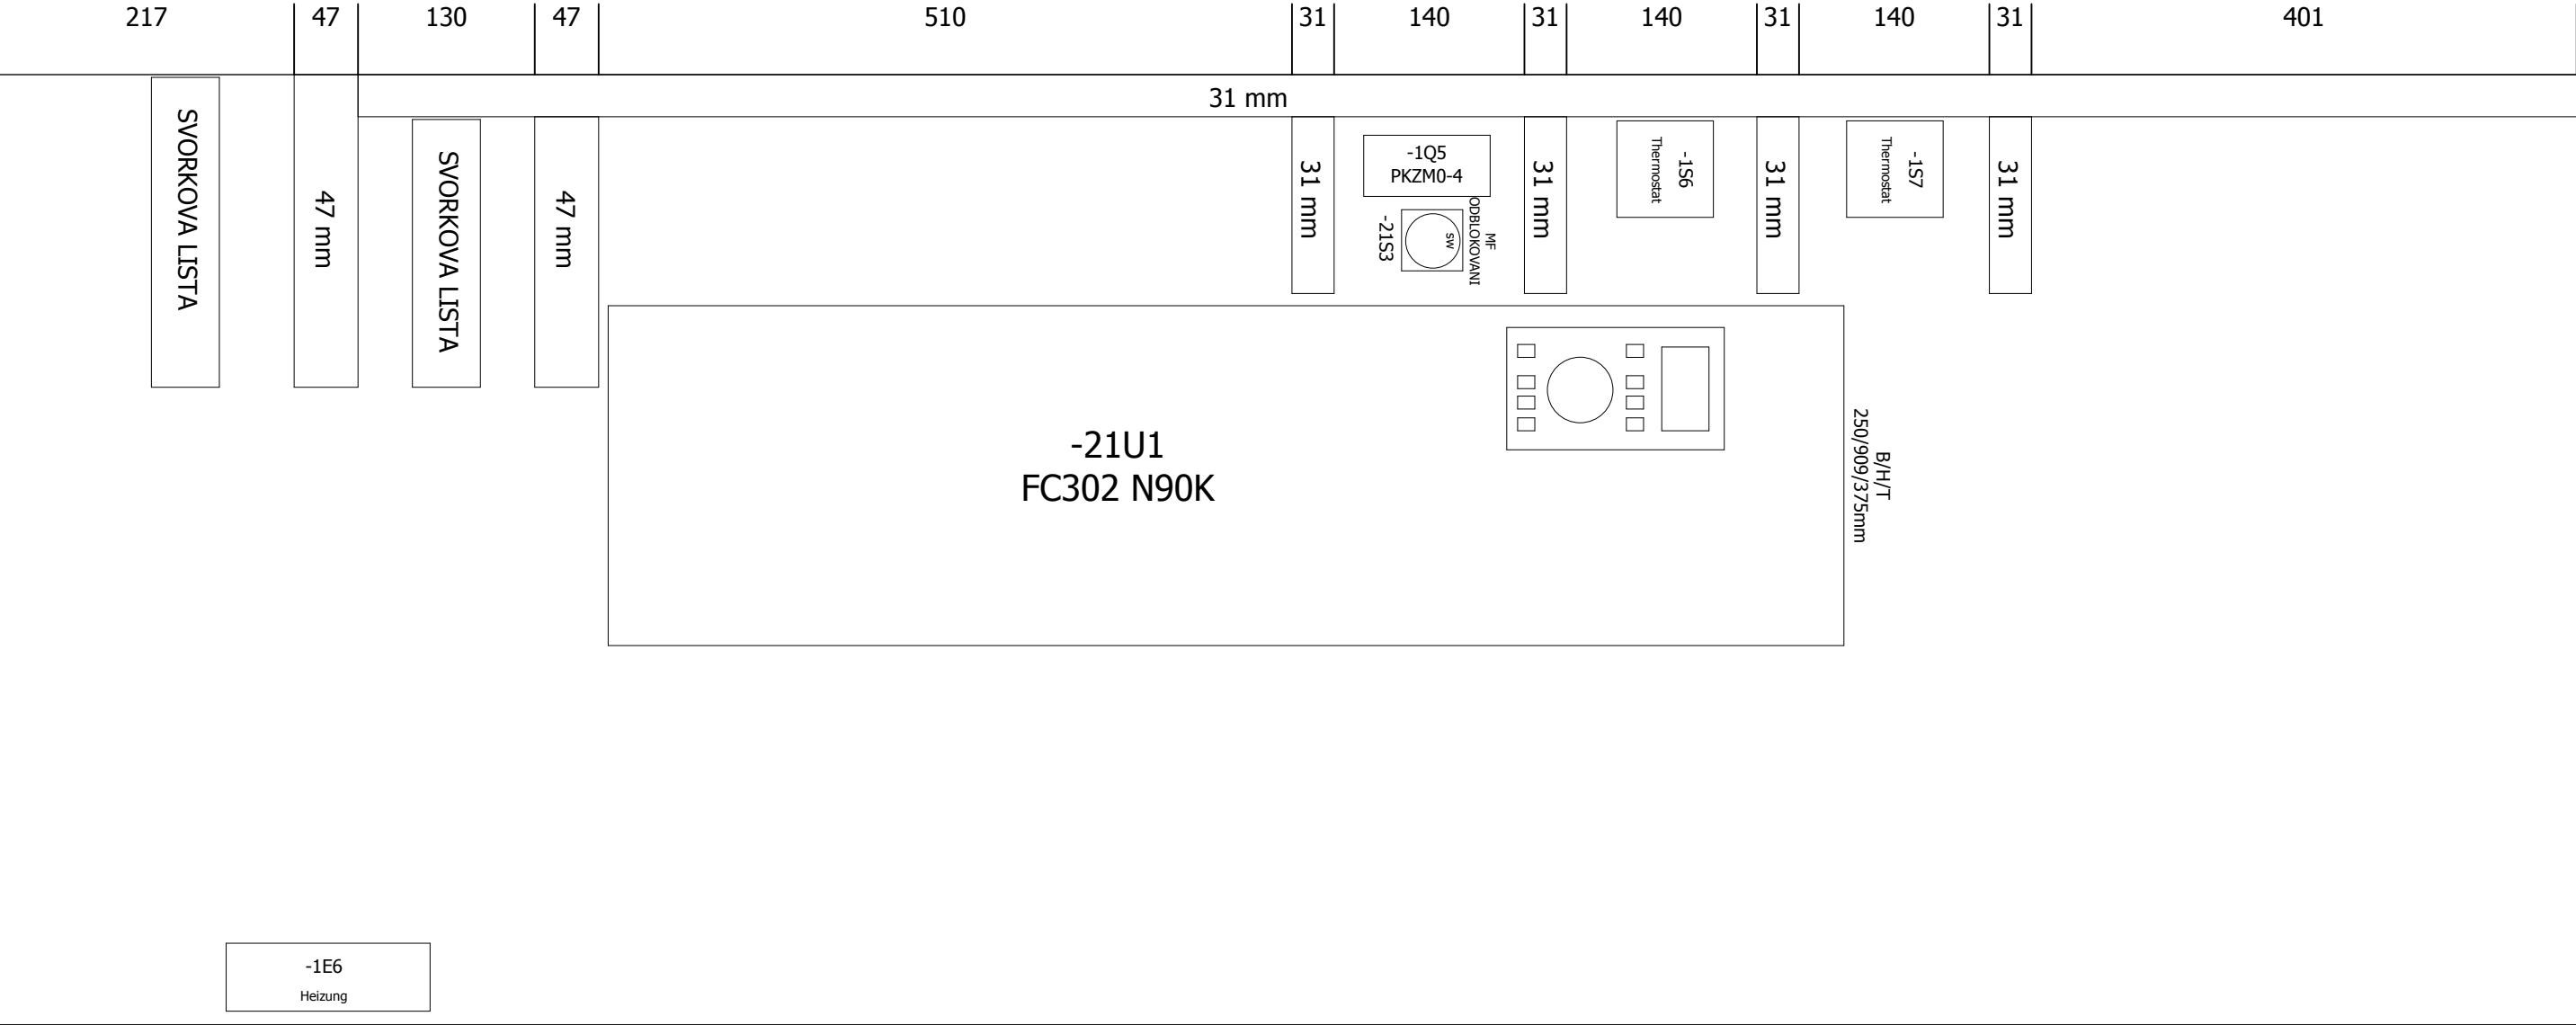 217
47
130
47
510
31
140
31
140
31
140
31
401
31 mm
SVORKOVA LISTA
47 mm
SVORKOVA LISTA
47 mm
31 mm
-1Q5
PKZM0-4
-21S3
sw
MF
ODBLOKOVANI
31 mm
-1S6
Thermostat
31 mm
-1S7
Thermostat
31 mm
-21U1
FC302 N90K
B/H/T
250/909/375mm
-1E6
Heizung